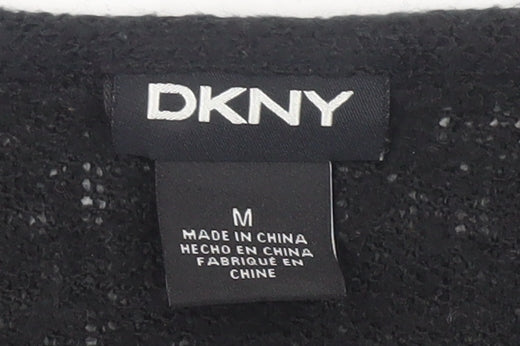 DKNY
M
MADE IN CHINA
HECHO EN CHINA
FABRIQUÉ EN
CHINE